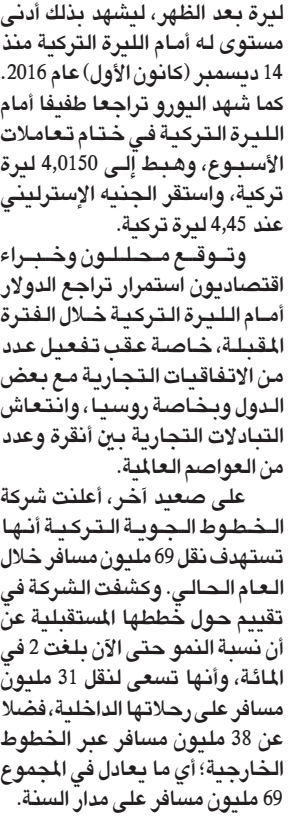 ليرة بعد الظهر، ليشهد بذلك أدنى
مستوى له أمام الليرة التركية منذ
14 ديسمبر (كانون الأول) عام 2016.
كما شهد اليورو تراجعا طفيفا أمام
الليرة التركية في ختام تعاملات
الأسبوع، وهبط إلى 4,0150 ليرة
تركية، واستقر الجنيه الإسترليني
عند 4,45 ليرة تركية.
وتوقع محللون وخبراء
اقتصاديون استمرار تراجع الدولار
أمام الليرة التركية خلال الفترة
المقبلة، خاصة عقب تفعيل عدد
من الاتفاقيات التجارية مع بعض
الدول وبخاصة روسيا، وانتعاش
التبادلات التجارية بين أنقرة وعدد
من العواصم العالمية.
على صعيد آخر، أعلنت شركة
الخطوط الجوية التركية أنها
تستهدف نقل 69 مليون مسافر خلال
العام الحالي. وكشفت الشركة في
تقييم حول خططها المستقبلية عن
أن نسبة النمو حتى الآن بلغت 2 في
المائة، وأنها تسعى لنقل 31 مليون
مسافر على رحلاتها الداخلية، فضلا
عن 38 مليون مسافر عبر الخطوط
الخارجية؛ أي ما يعادل في المجموع
69 مليون مسافر على مدار السنة.